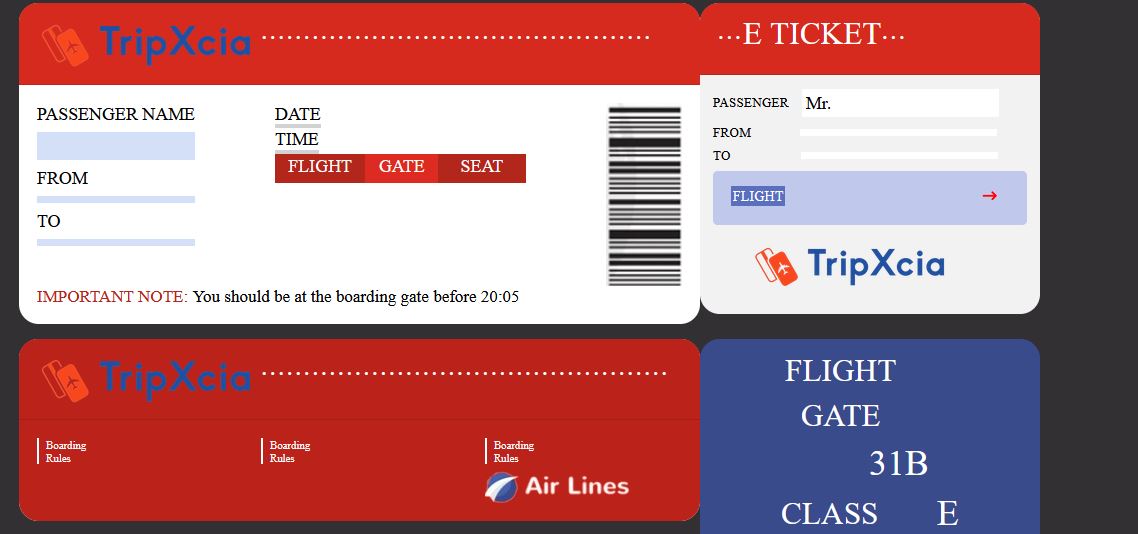 TripXcia ............................................
...E TICKET...
PASSENGER NAME
DATE
TIME
FLIGHT GATE SEAT
FROM
TO
IMPORTANT NOTE: You should be at the boarding gate before 20:05
PASSENGER Mr.
FROM
TO
FLIGHT →
TripXcia
TripXcia ..............................................
Boarding
Rules
Boarding
Rules
Boarding
Rules
Air Lines
FLIGHT
GATE
31B
CLASS E